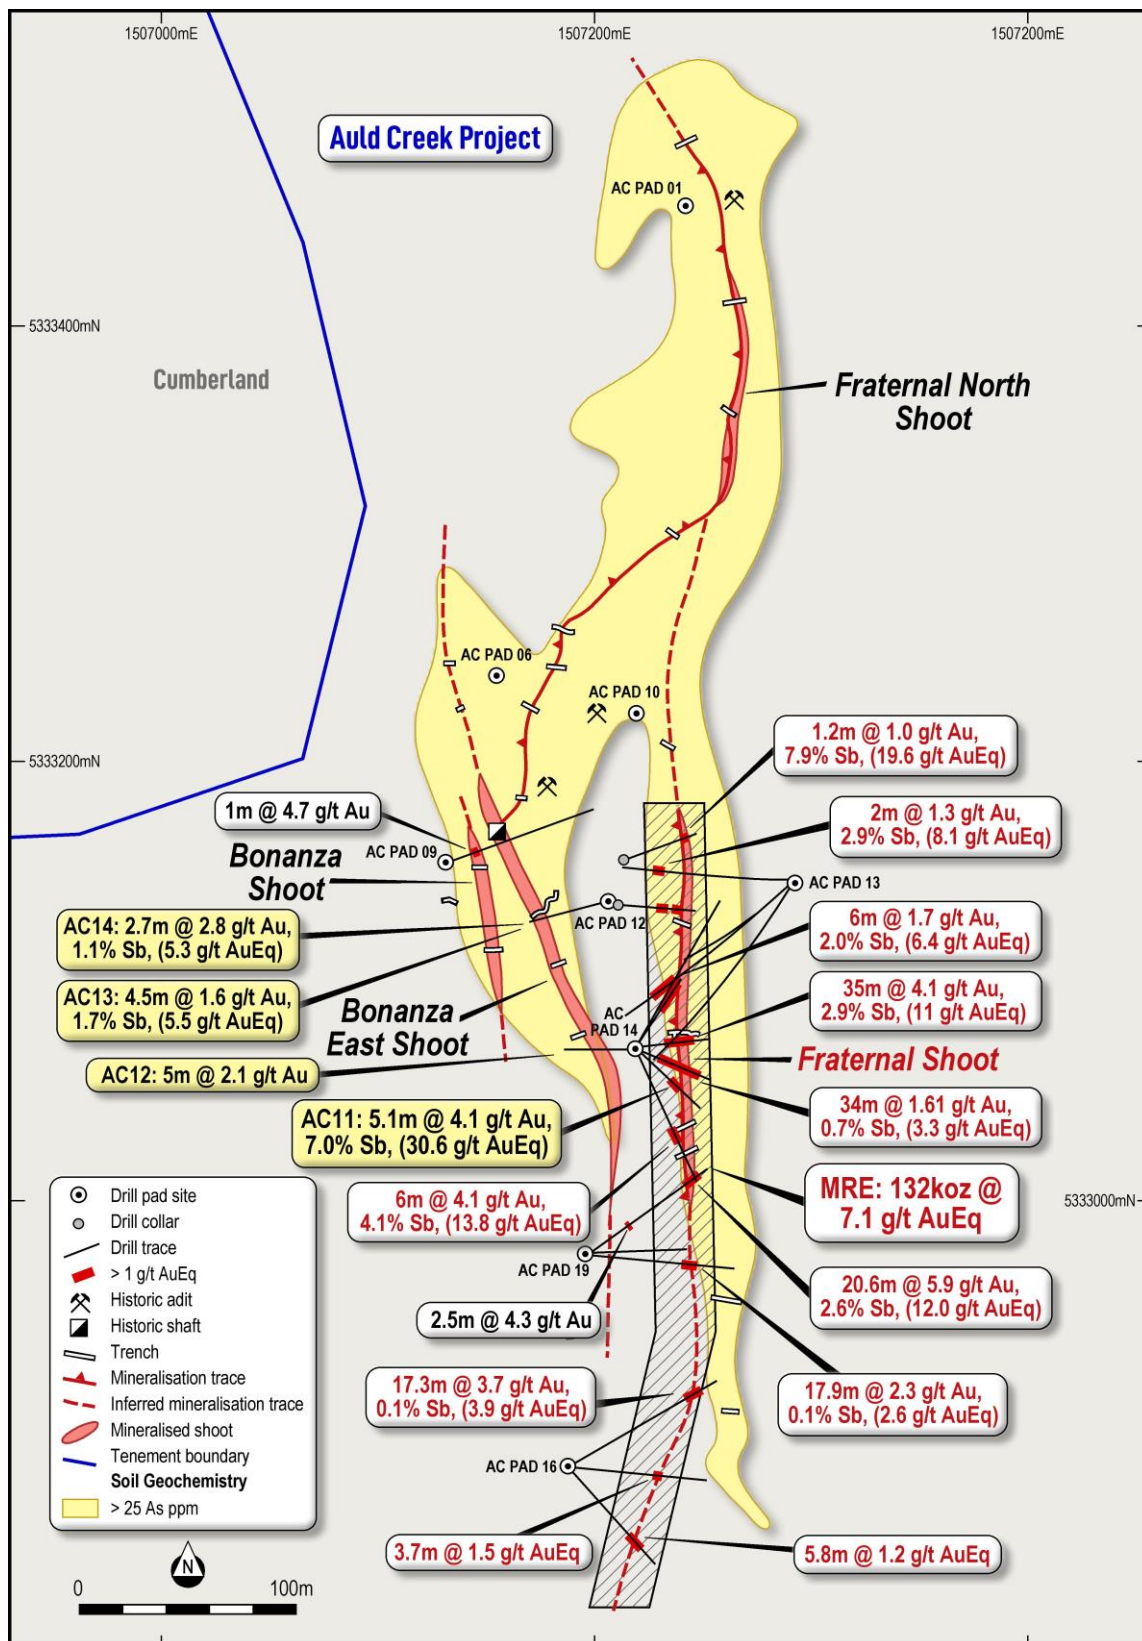 1507000mE
1507200mE
1507200mE
Auld Creek Project
AC PAD 01
5333400mN
Cumberland
Fraternal North
Shoot
AC PAD 06
AC PAD 10
5333200mN
1.2m @ 1.0 g/t Au,
7.9% Sb, (19.6 g/t AuEq)
1m @ 4.7 g/t Au
2m @ 1.3 g/t Au,
2.9% Sb, (8.1 g/t AuEq)
AC PAD 09
Bonanza
Shoot
AC PAD 13
AC14: 2.7m @ 2.8 g/t Au,
1.1% Sb, (5.3 g/t AuEq)
AC PAD 12
6m @ 1.7 g/t Au,
2.0% Sb, (6.4 g/t AuEq)
AC13: 4.5m @ 1.6 g/t Au,
1.7% Sb, (5.5 g/t AuEq)
Bonanza
East Shoot
AC
PAD 14
35m @ 4.1 g/t Au,
2.9% Sb, (11 g/t AuEq)
Fraternal Shoot
AC12: 5m @ 2.1 g/t Au
AC11: 5.1m @ 4.1 g/t Au,
7.0% Sb, (30.6 g/t AuEq)
34m @ 1.61 g/t Au,
0.7% Sb, (3.3 g/t AuEq)
6m @ 4.1 g/t Au,
4.1% Sb, (13.8 g/t AuEq)
MRE: 132koz @
7.1 g/t AuEq
5333000mN
AC PAD 19
20.6m @ 5.9 g/t Au,
2.6% Sb, (12.0 g/t AuEq)
2.5m @ 4.3 g/t Au
17.3m @ 3.7 g/t Au,
0.1% Sb, (3.9 g/t AuEq)
17.9m @ 2.3 g/t Au,
0.1% Sb, (2.6 g/t AuEq)
AC PAD 16
3.7m @ 1.5 g/t AuEq
5.8m @ 1.2 g/t AuEq
Drill pad site
Drill collar
Drill trace
> 1 g/t AuEq
Historic adit
Historic shaft
Trench
Mineralisation trace
Inferred mineralisation trace
Mineralised shoot
Tenement boundary
Soil Geochemistry
> 25 As ppm
N
0
100m